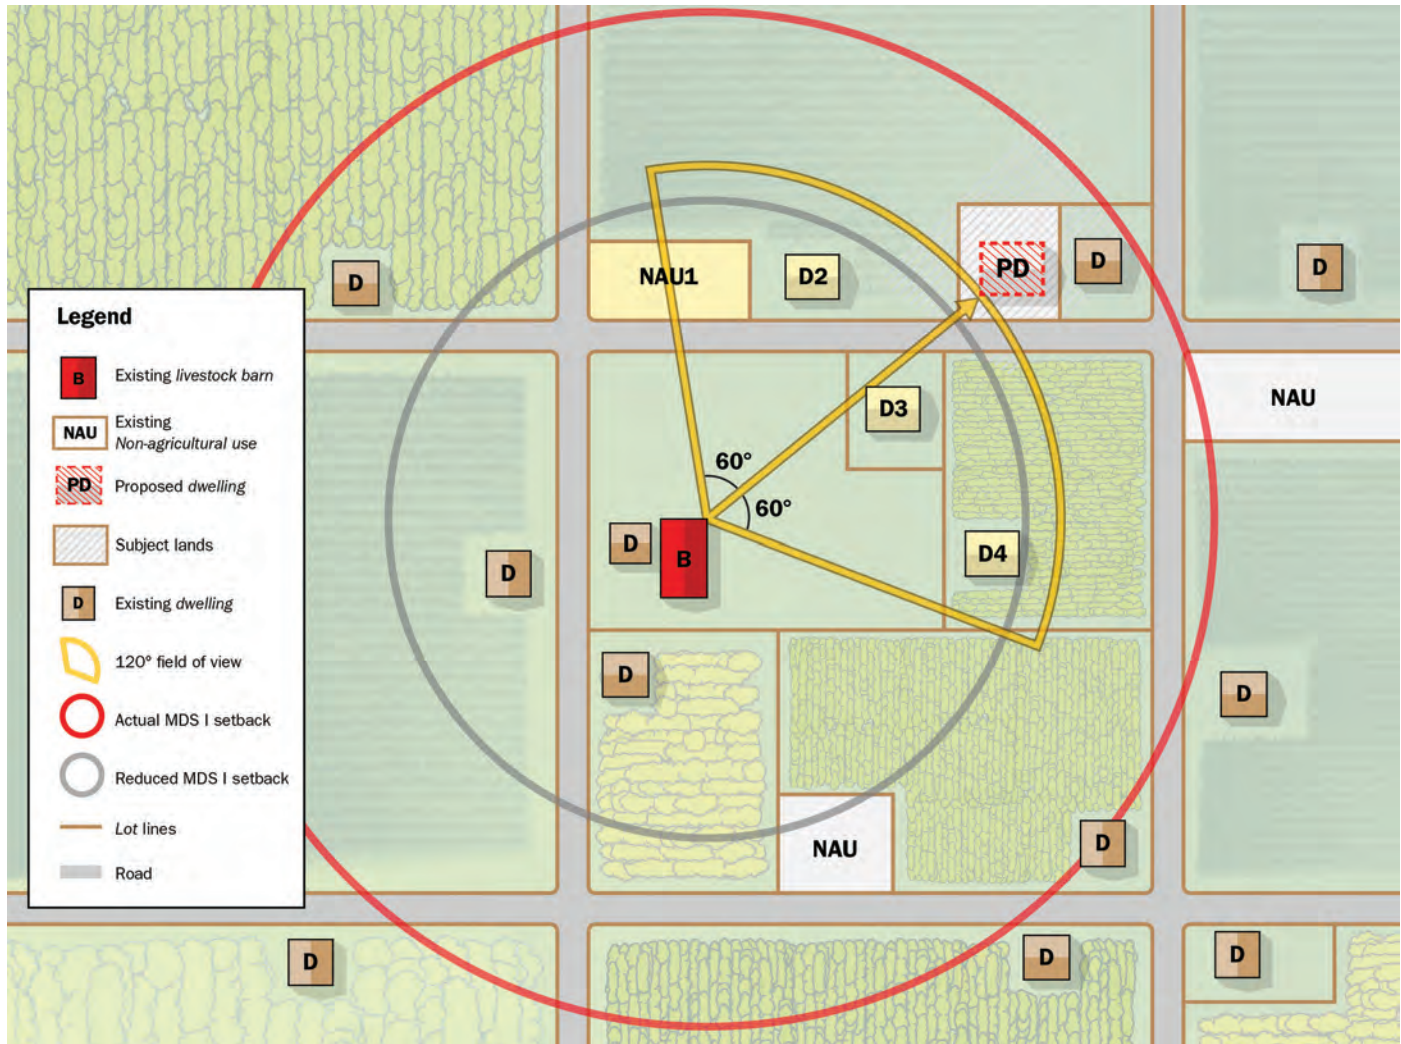 D
NAU1
D2
PD
D
D
NAU
D3
60°
60°
D
B
D4
D
D
D
NAU
D
D
D
D
Legend
B
Existing livestock barn
NAU
Existing
Non-agricultural use
PD
Proposed dwelling
Subject lands
D
Existing dwelling
120° field of view
Actual MDS I setback
Reduced MDS I setback
Lot lines
Road